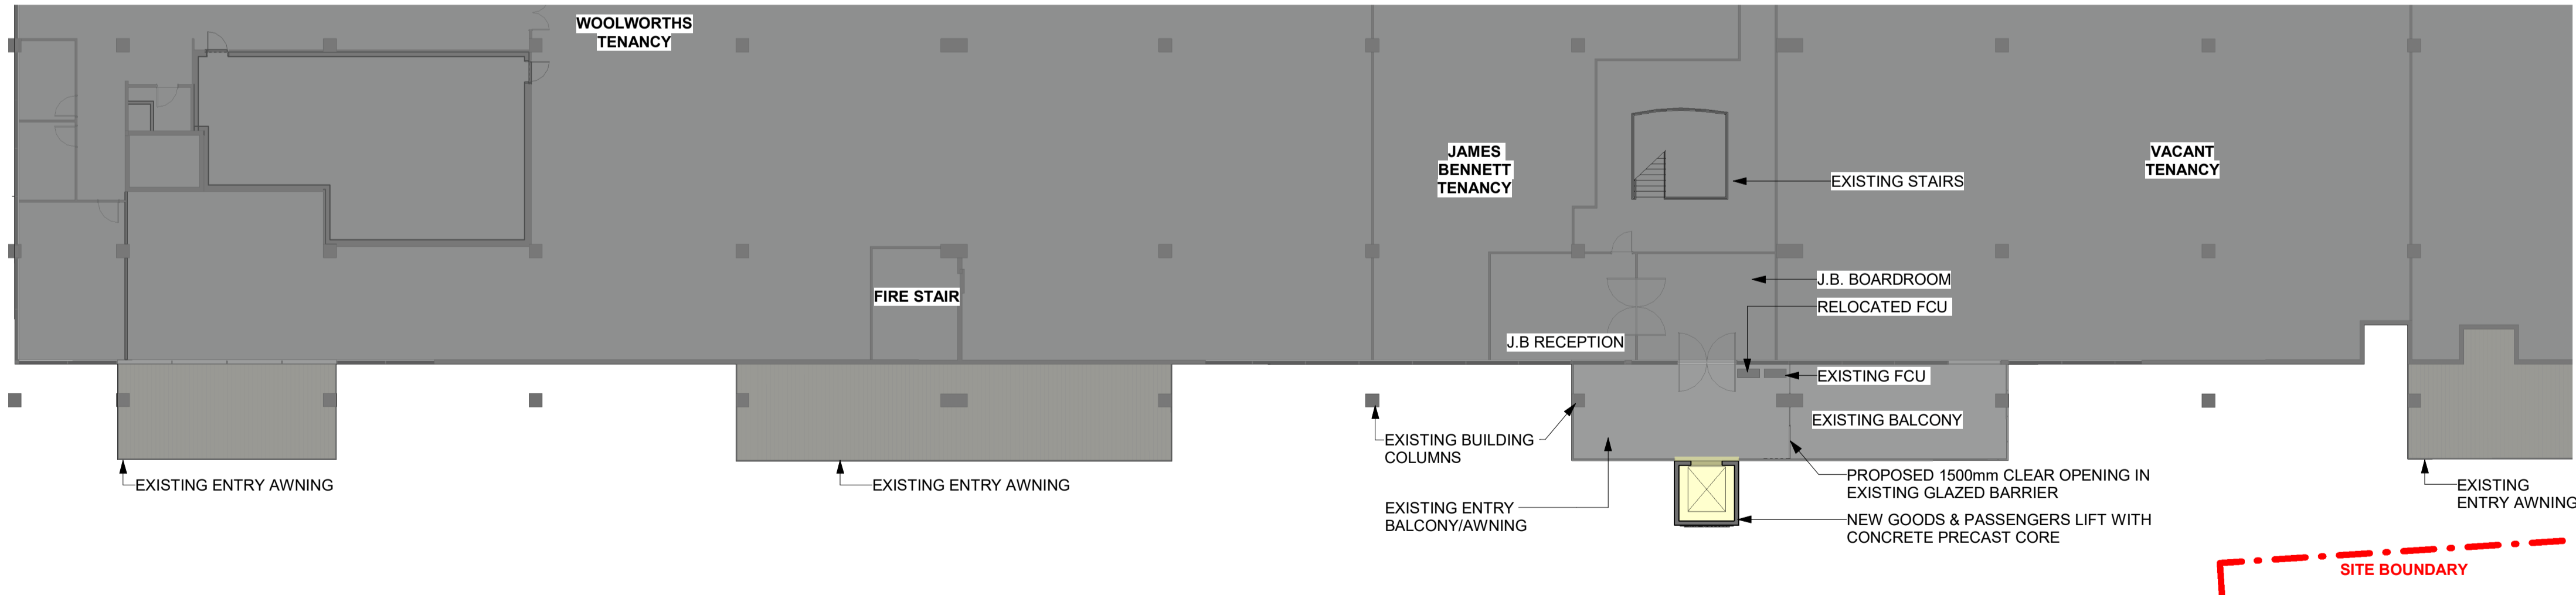 WOOLWORTHS
TENANCY
JAMES
BENNETT
TENANCY
VACANT
TENANCY
EXISTING STAIRS
J.B. BOARDROOM
FIRE STAIR
RELOCATED FCU
J.B RECEPTION
EXISTING FCU
EXISTING BALCONY
EXISTING BUILDING
COLUMNS
EXISTING ENTRY AWNING
EXISTING ENTRY AWNING
PROPOSED 1500mm CLEAR OPENING IN
EXISTING GLAZED BARRIER
EXISTING
ENTRY AWNING
EXISTING ENTRY
BALCONY/AWNING
NEW GOODS & PASSENGERS LIFT WITH
CONCRETE PRECAST CORE
SITE BOUNDARY